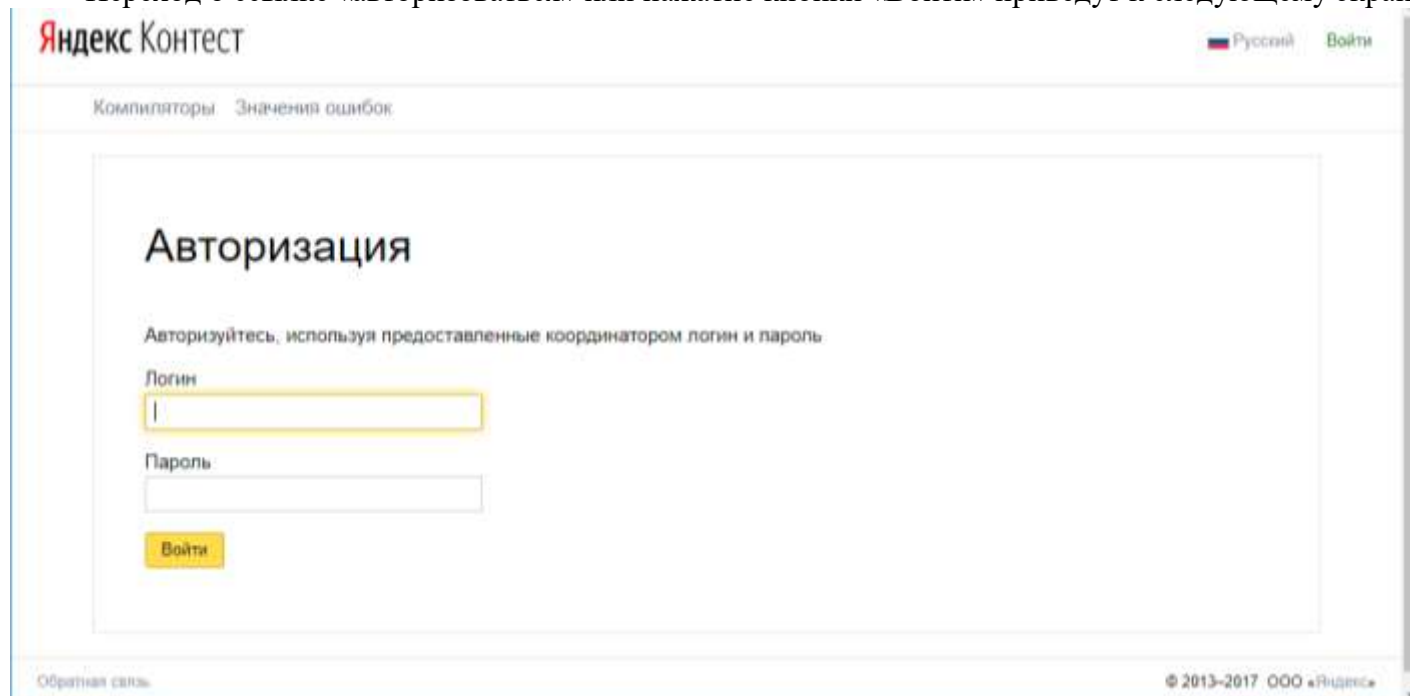 Яндекс Контест
Русский Войти
Компиляторы Значения ошибок
Авторизация
Авторизуйтесь, используя предоставленные координатором логин и пароль
Логин
Пароль
Войти
Обратная связь
© 2013–2017 ООО «Яндекс»